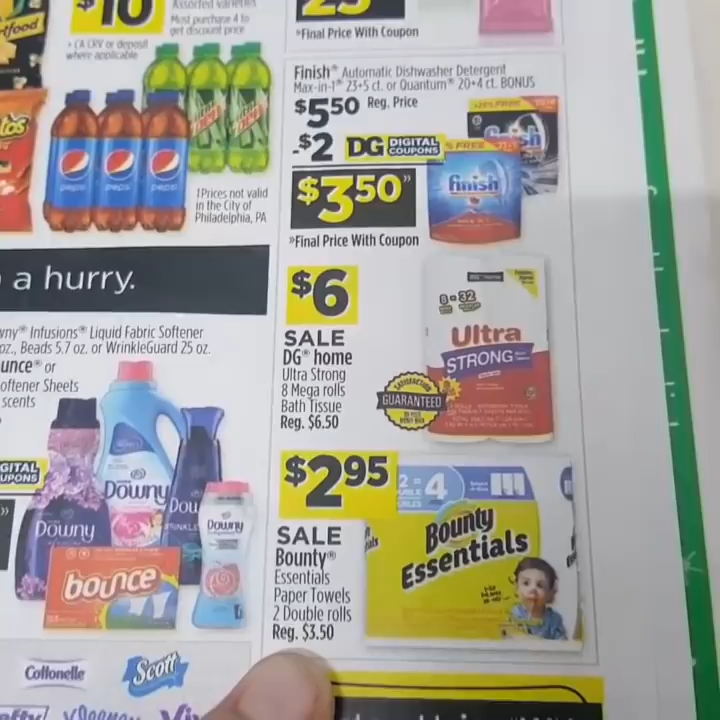 $10
Assorted varieties
Must purchase 4 to
get discount price
+ CA CRV or deposit
where applicable
pepsi pepsi pepsi
‡Prices not valid
in the City of
Philadelphia, PA
a hurry.
wny® Infusions® Liquid Fabric Softener
oz., Beads 5.7 oz. or WrinkleGuard 25 oz.
unce® or
oftener Sheets
scents
GITAL
UPONS
Downy
Downy
Downy
bounce
Cottonelle
Scott
*Final Price With Coupon
Finish® Automatic Dishwasher Detergent
Max-in-1® 23+5 ct. or Quantum® 20+4 ct. BONUS
$5.50 Reg. Price
-$2 DG DIGITAL COUPONS
$3.50»
»Final Price With Coupon
finish
finish
$6
SALE
DG® home
Ultra Strong
8 Mega rolls
Bath Tissue
Reg. $6.50
8=32
Ultra
STRONG
SATISFACTION
GUARANTEED
$2.95
SALE
Bounty®
Essentials
Paper Towels
2 Double rolls
Reg. $3.50
2=4
Bounty
Essentials